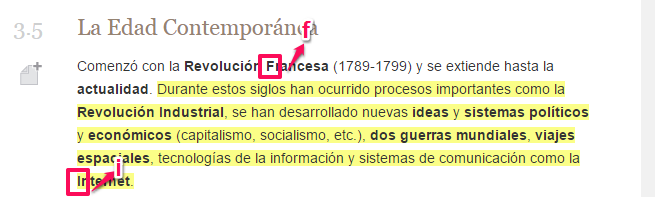 3.5 La Edad Contemporánea
f
Comenzó con la Revolución Francesa (1789-1799) y se extiende hasta la
actualidad. Durante estos siglos han ocurrido procesos importantes como la
Revolución Industrial, se han desarrollado nuevas ideas y sistemas políticos
y económicos (capitalismo, socialismo, etc.), dos guerras mundiales, viajes
espaciales, tecnologías de la información y sistemas de comunicación como la
i
Internet.